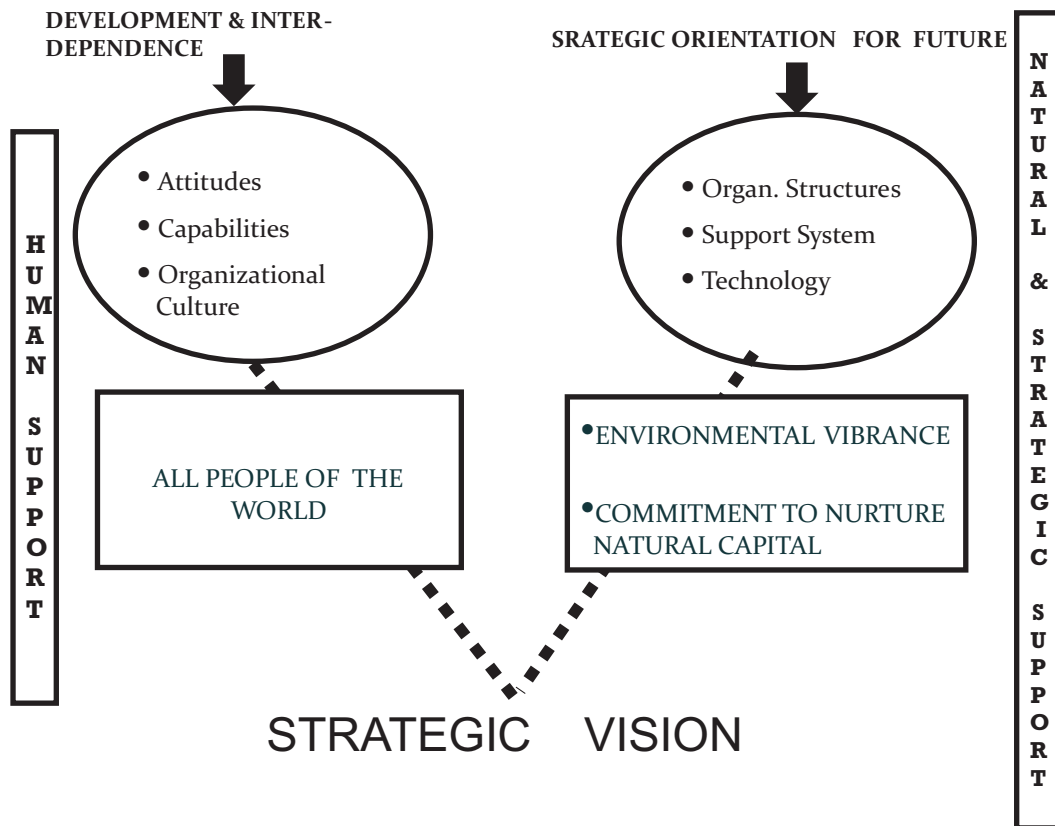 DEVELOPMENT & INTER-
DEPENDENCE
SRATEGIC ORIENTATION FOR FUTURE
HUMAN SUPPORT
• Attitudes
• Capabilities
• Organizational
Culture
• Organ. Structures
• Support System
• Technology
NATURAL & STRATEGIC SUPPORT
ALL PEOPLE OF THE
WORLD
•ENVIRONMENTAL VIBRANCE
•COMMITMENT TO NURTURE
NATURAL CAPITAL
STRATEGIC VISION